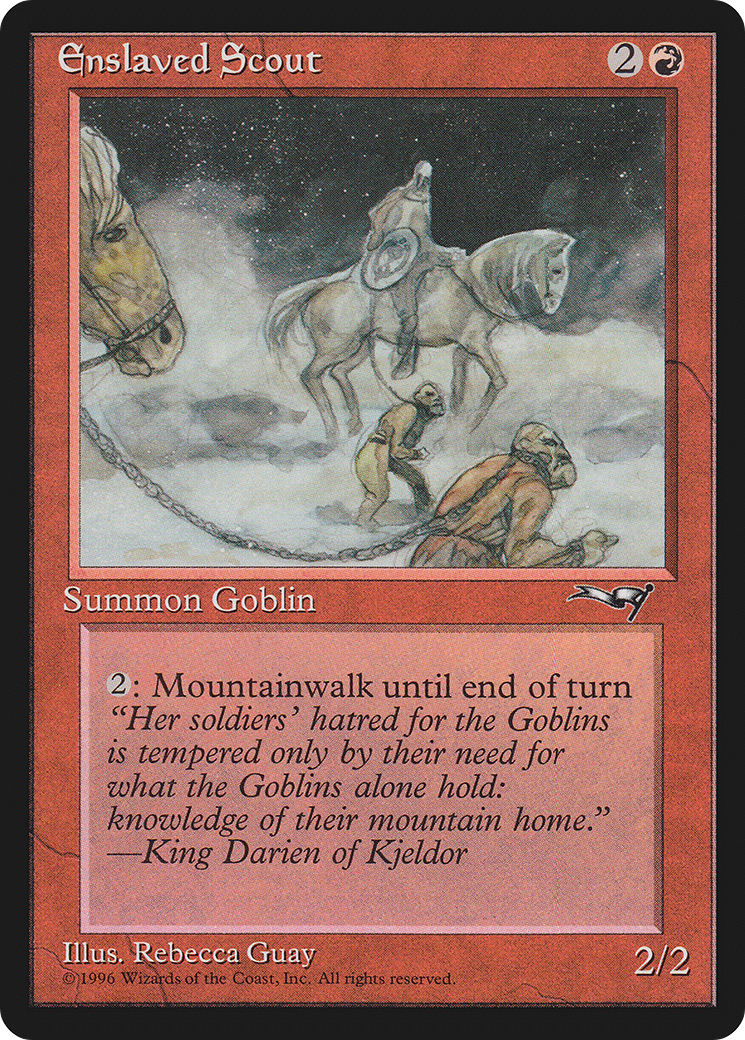 Enslaved Scout
2
Summon Goblin
2: Mountainwalk until end of turn
“Her soldiers’ hatred for the Goblins
is tempered only by their need for
what the Goblins alone hold:
knowledge of their mountain home.”
—King Darien of Kjeldor
Illus. Rebecca Guay
2/2
© 1996 Wizards of the Coast, Inc. All rights reserved.